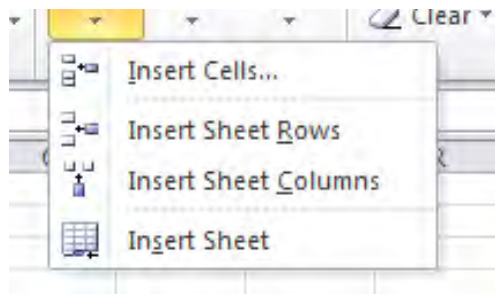 Clear
Insert Cells...
Insert Sheet Rows
Insert Sheet Columns
Insert Sheet